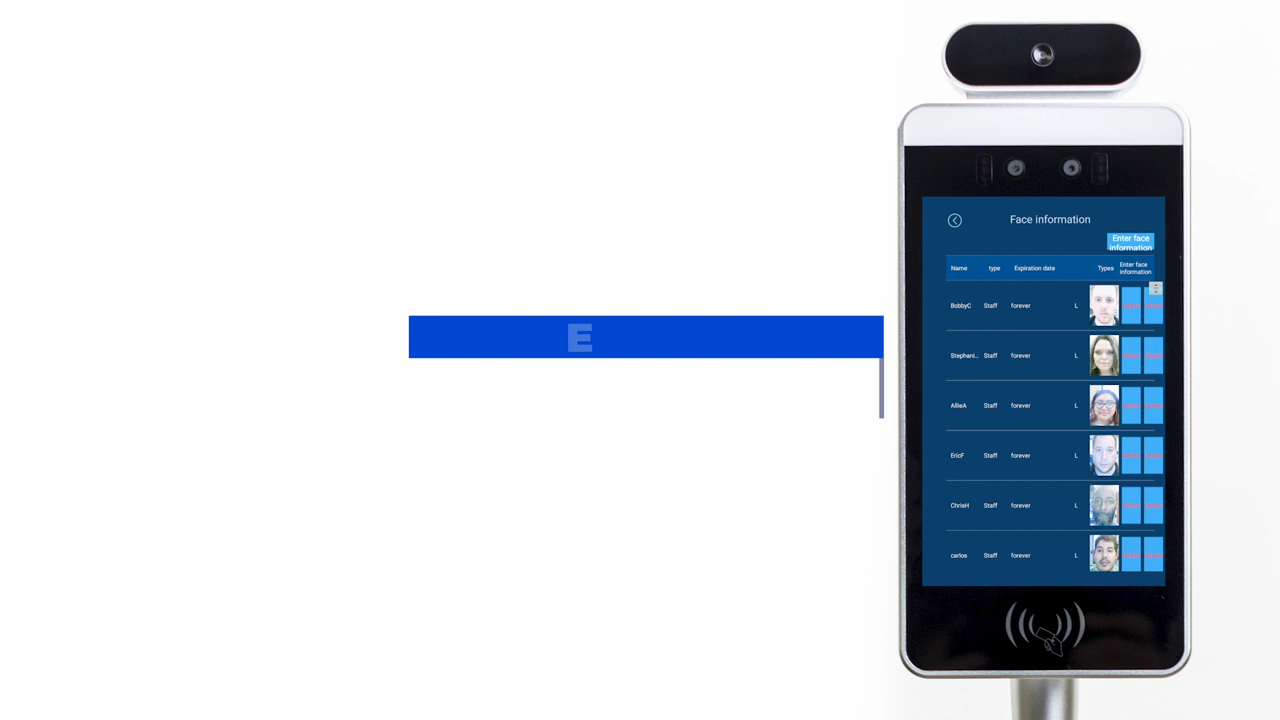 E
Face information
Enter face
information
Name type Expiration date Types Enter face
information
BobbyC Staff forever L
Stephani... Staff forever L
AllieA Staff forever L
EricF Staff forever L
ChrisH Staff forever L
carlos Staff forever L